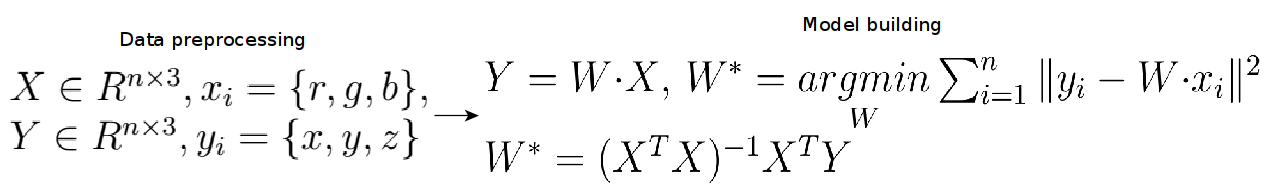 Data preprocessing
X ∈ R^{n×3}, x_i = {r, g, b},
Y ∈ R^{n×3}, y_i = {x, y, z}
Model building
Y = W·X, W* = argmin_W ∑_{i=1}^{n} ‖y_i − W·x_i‖²
W* = (X^T X)^{−1} X^T Y